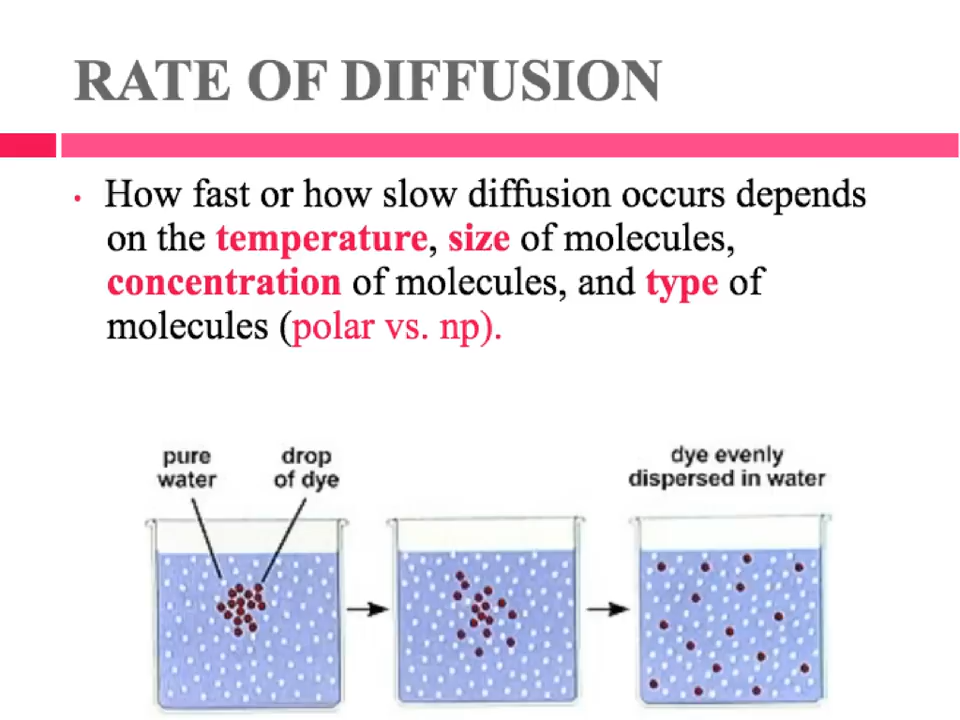 RATE OF DIFFUSION
• How fast or how slow diffusion occurs depends
on the temperature, size of molecules,
concentration of molecules, and type of
molecules (polar vs. np).
pure
water
drop
of dye
dye evenly
dispersed in water